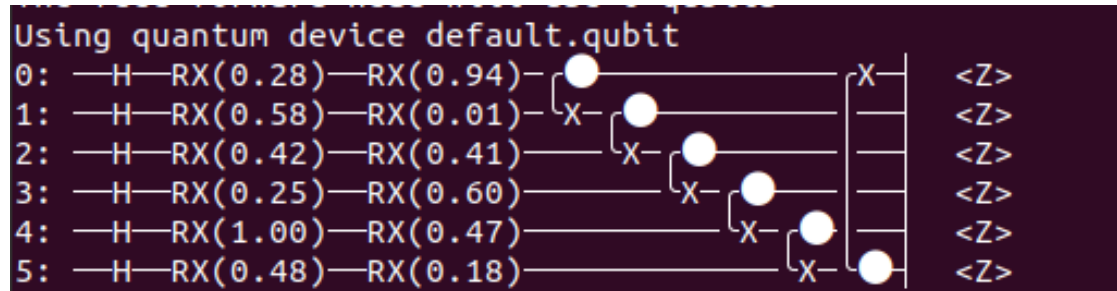 Using quantum device default.qubit
0: ──H──RX(0.28)──RX(0.94)─╭●──────────────╭X─┤  <Z>
1: ──H──RX(0.58)──RX(0.01)─╰X─╭●───────────│──┤  <Z>
2: ──H──RX(0.42)──RX(0.41)────╰X─╭●────────│──┤  <Z>
3: ──H──RX(0.25)──RX(0.60)───────╰X─╭●─────│──┤  <Z>
4: ──H──RX(1.00)──RX(0.47)──────────╰X─╭●──│──┤  <Z>
5: ──H──RX(0.48)──RX(0.18)─────────────╰X─╰●─┤  <Z>